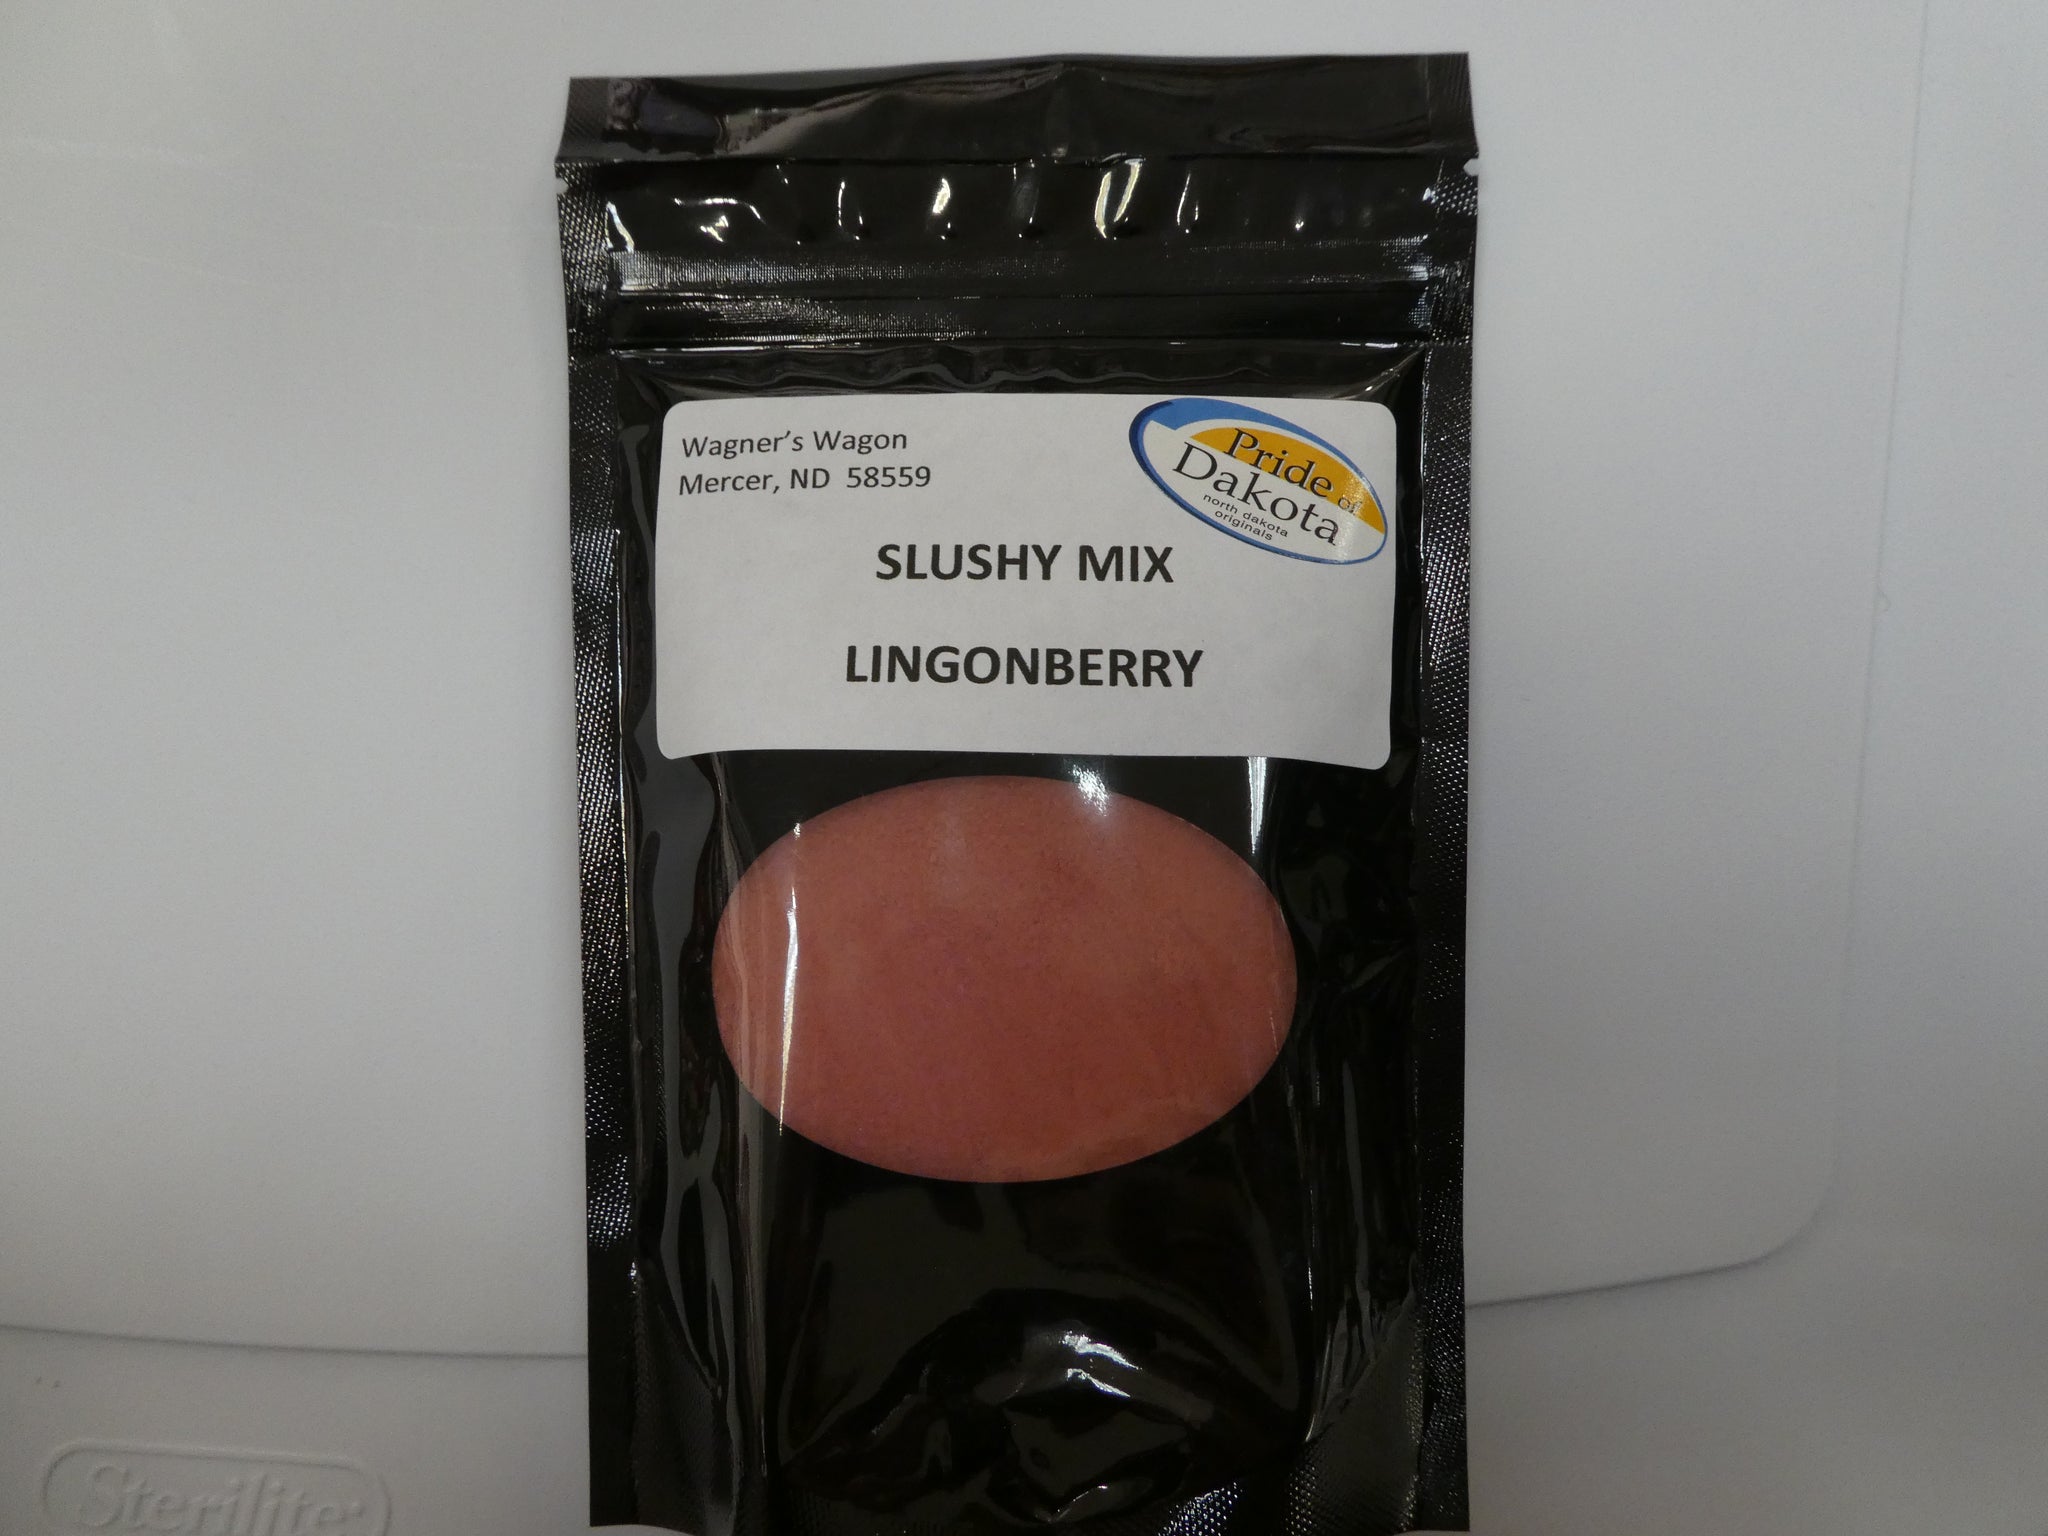 Wagner's Wagon
Mercer, ND 58559
Pride of
Dakota
north dakota
originals
SLUSHY MIX
LINGONBERRY
Sterilite